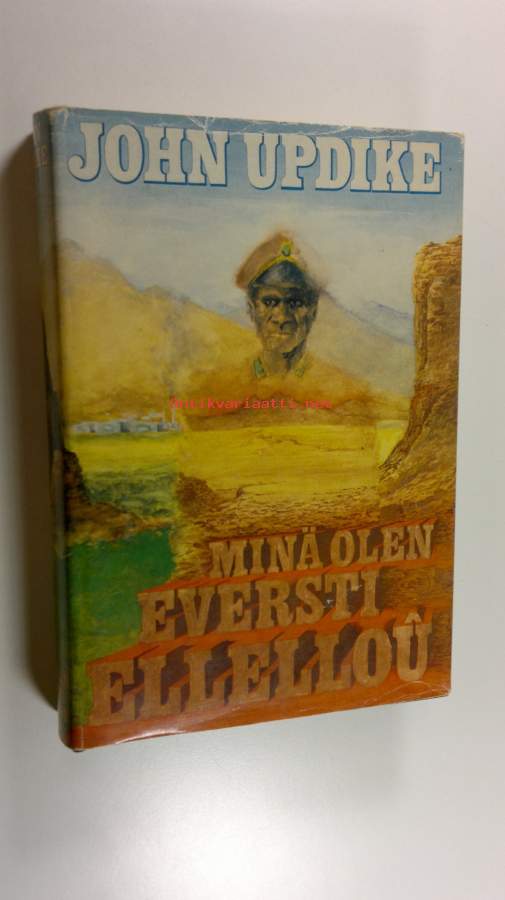 JOHN UPDIKE
antikvariaatti.net
MINÄ OLEN
EVERSTI
ELLELLOÛ